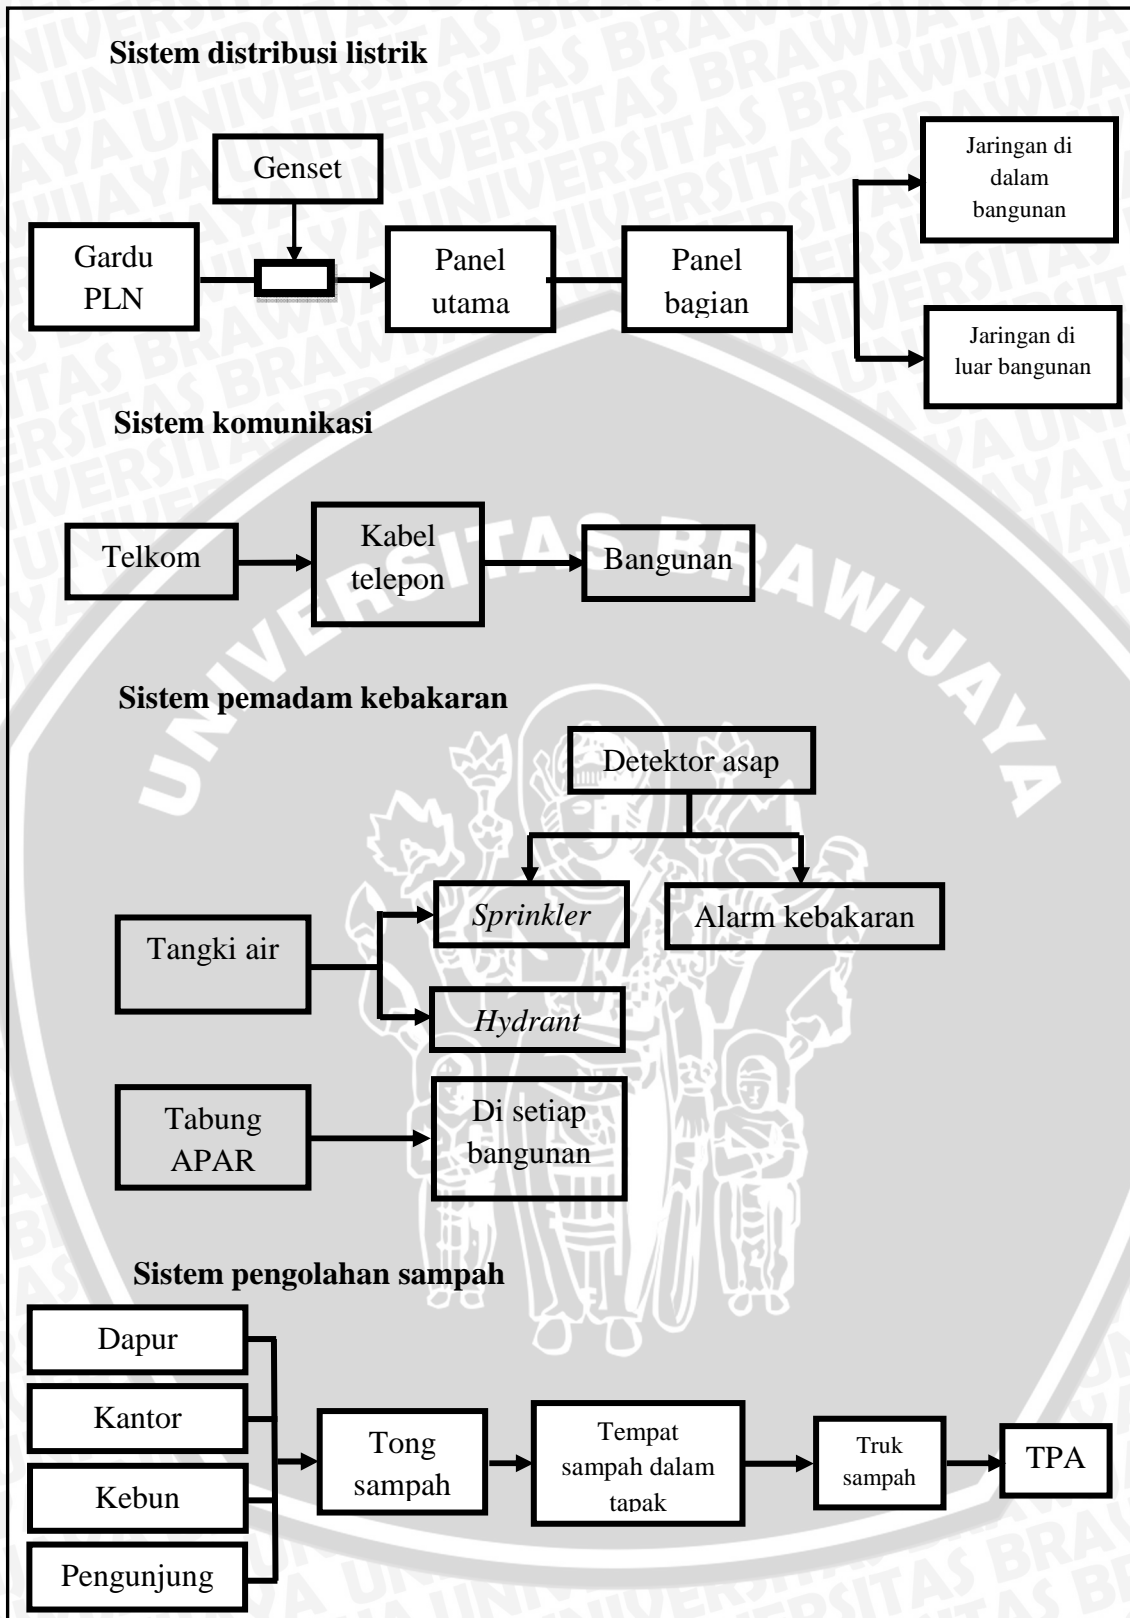 Sistem distribusi listrik
Genset
Gardu
PLN
Panel
utama
Panel
bagian
Jaringan di
dalam
bangunan
Jaringan di
luar bangunan
Sistem komunikasi
Telkom
Kabel
telepon
Bangunan
UNIVERSITAS BRAWIJAYA
Sistem pemadam kebakaran
Detektor asap
Sprinkler
Alarm kebakaran
Tangki air
Hydrant
Tabung
APAR
Di setiap
bangunan
Sistem pengolahan sampah
Dapur
Kantor
Kebun
Pengunjung
Tong
sampah
Tempat
sampah dalam
tapak
Truk
sampah
TPA